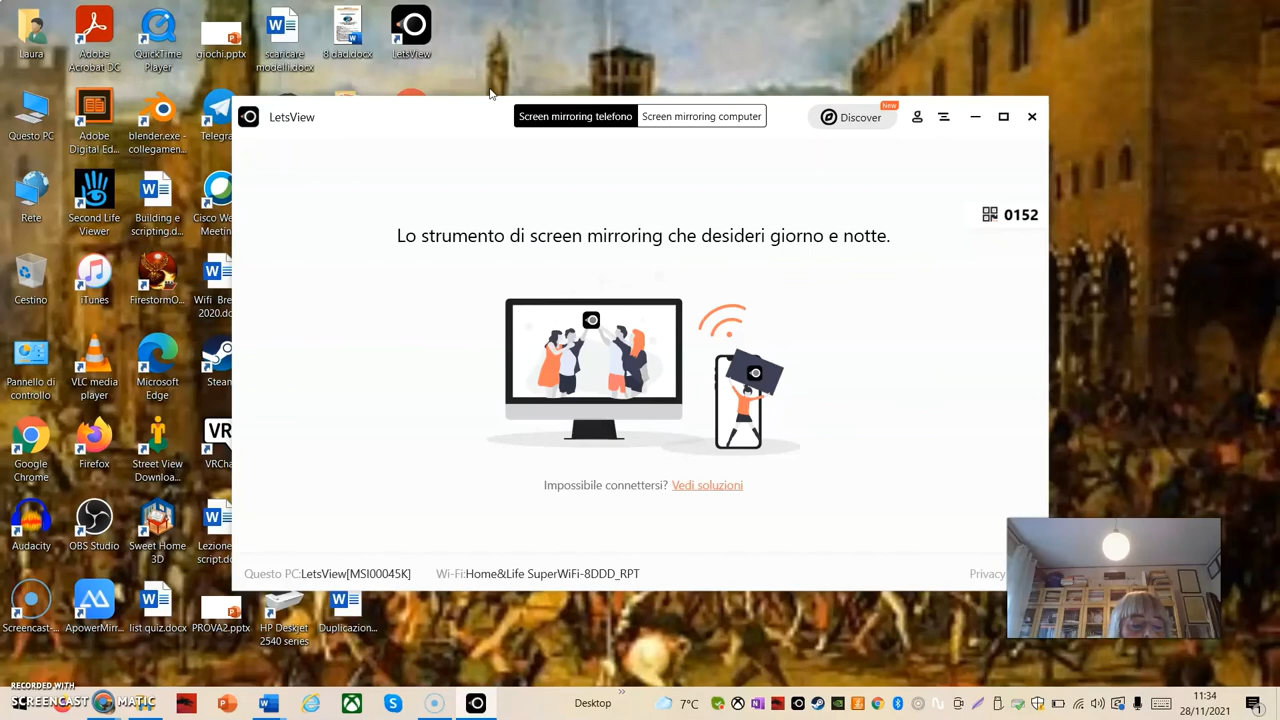 Laura
Adobe
Acrobat DC
QuickTime
Player
giochi.pptx
scaricare
modelli.docx
8 dad.docx
LetsView
Questo PC
Adobe
Digital Ed...
blender.exe -
collegamen...
Telegra
Rete
Second Life
Viewer
Building e
scripting.d...
Cisco We
Meetin
Cestino
iTunes
FirestormO...
Wifi Bre
2020.do
Pannello di
controllo
VLC media
player
Microsoft
Edge
Stea
Google
Chrome
Firefox
Street View
Downloa...
VR
VRCha
Audacity
OBS Studio
Sweet Home
3D
Lezione
script.do
Screencast-...
ApowerMirr...
list quiz.docx
PROVA2.pptx
HP Deskjet
2540 series
Duplicazion...
LetsView
Screen mirroring telefono
Screen mirroring computer
Discover
New
0152
Lo strumento di screen mirroring che desideri giorno e notte.
Impossibile connettersi? Vedi soluzioni
Questo PC:LetsView[MSI00045K]
Wi-Fi:Home&Life SuperWiFi-8DDD_RPT
Privacy
RECORDED WITH
SCREENCAST MATIC
Desktop
7°C
11:34
28/11/2021
1